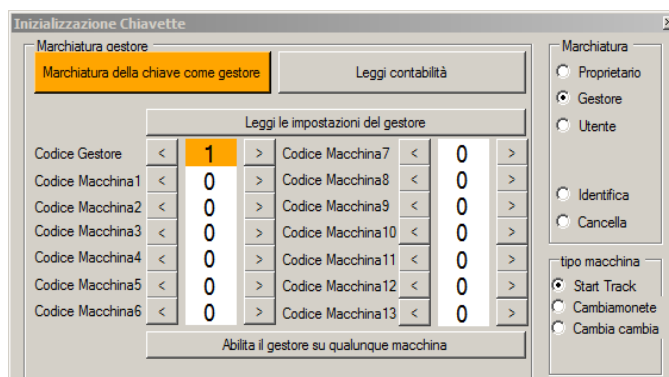 Inizializzazione Chiavette
Marchiatura gestore
Marchiatura della chiave come gestore
Leggi contabilità
Leggi le impostazioni del gestore
Codice Gestore < 1 > Codice Macchina7 < 0 >
Codice Macchina1 < 0 > Codice Macchina8 < 0 >
Codice Macchina2 < 0 > Codice Macchina9 < 0 >
Codice Macchina3 < 0 > Codice Macchina10 < 0 >
Codice Macchina4 < 0 > Codice Macchina11 < 0 >
Codice Macchina5 < 0 > Codice Macchina12 < 0 >
Codice Macchina6 < 0 > Codice Macchina13 < 0 >
Abilita il gestore su qualunque macchina
Marchiatura
Proprietario
Gestore
Utente
Identifica
Cancella
tipo macchina
Start Track
Cambiamonete
Cambia cambia